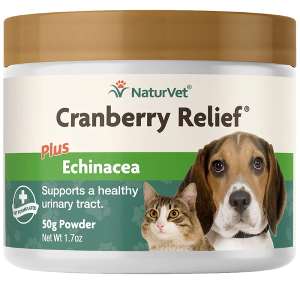 NaturVet®
Cranberry Relief®
Plus
Echinacea
Supports a healthy
urinary tract.
50g Powder
Net Wt 1.7oz